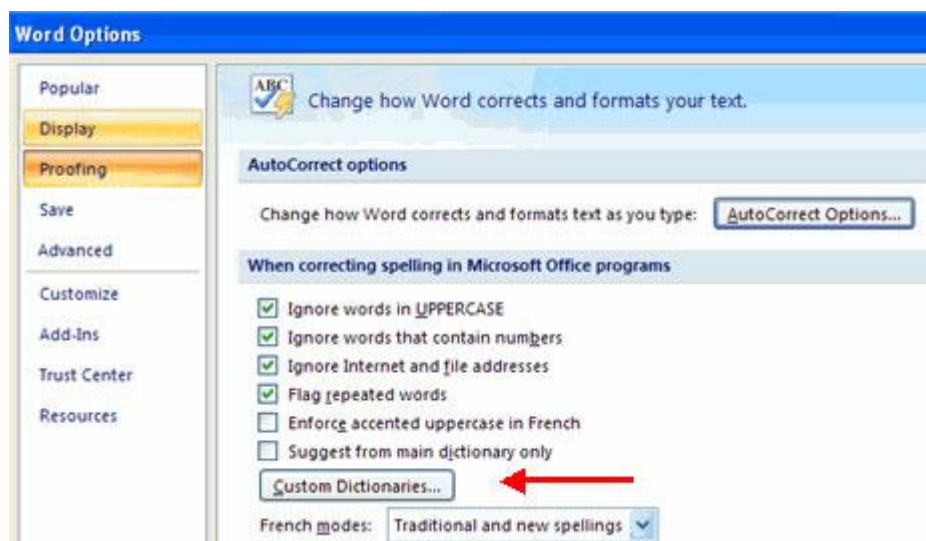 Word Options
Popular
Display
Proofing
Save
Advanced
Customize
Add-Ins
Trust Center
Resources
ABC
Change how Word corrects and formats your text.
AutoCorrect options
Change how Word corrects and formats text as you type: AutoCorrect Options...
When correcting spelling in Microsoft Office programs
Ignore words in UPPERCASE
Ignore words that contain numbers
Ignore Internet and file addresses
Flag repeated words
Enforce accented uppercase in French
Suggest from main dictionary only
Custom Dictionaries...
French modes: Traditional and new spellings